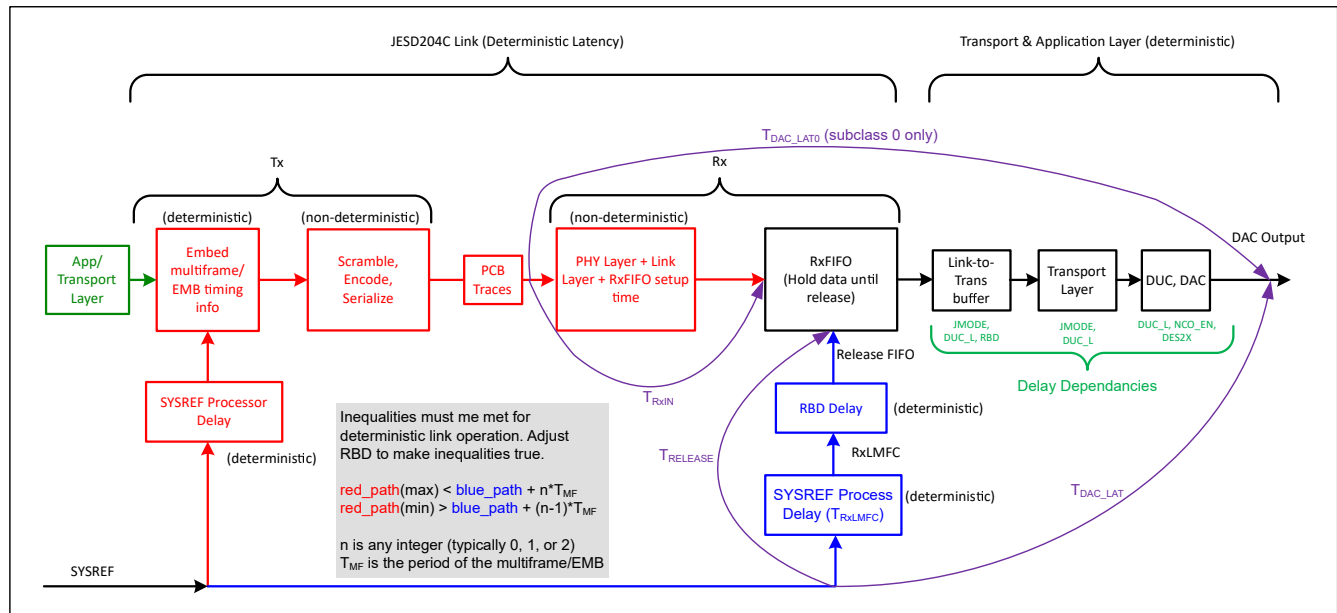 JESD204C Link (Deterministic Latency)
Transport & Application Layer (deterministic)
TDAC_LAT0 (subclass 0 only)
Tx
Rx
(deterministic)
(non-deterministic)
(non-deterministic)
DAC Output
App/
Transport
Layer
Embed
multiframe/
EMB timing
info
Scramble,
Encode,
Serialize
PCB
Traces
PHY Layer + Link
Layer + RxFIFO setup
time
RxFIFO
(Hold data until
release)
Link-to-
Trans
buffer
Transport
Layer
DUC, DAC
JMODE,
DUC_L, RBD
JMODE,
DUC_L
DUC_L, NCO_EN,
DES2X
Release FIFO
Delay Dependancies
TRxIN
SYSREF Processor
Delay
(deterministic)
RBD Delay
(deterministic)
RxLMFC
TRELEASE
SYSREF Process
Delay (TRxLMFC)
(deterministic)
TDAC_LAT
Inequalities must me met for
deterministic link operation. Adjust
RBD to make inequalities true.
red_path(max) < blue_path + n*TMF
red_path(min) > blue_path + (n-1)*TMF
n is any integer (typically 0, 1, or 2)
TMF is the period of the multiframe/EMB
SYSREF